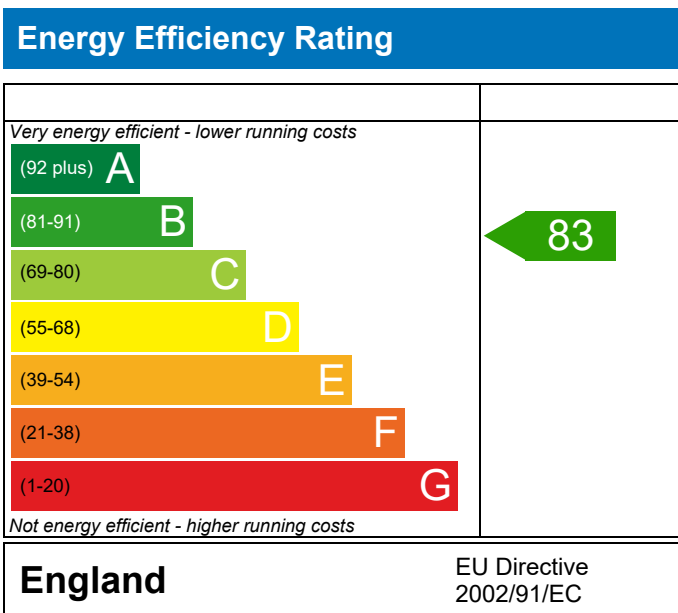 Energy Efficiency Rating
Very energy efficient - lower running costs
(92 plus) A
(81-91) B
83
(69-80) C
(55-68) D
(39-54) E
(21-38) F
(1-20) G
Not energy efficient - higher running costs
England
EU Directive
2002/91/EC